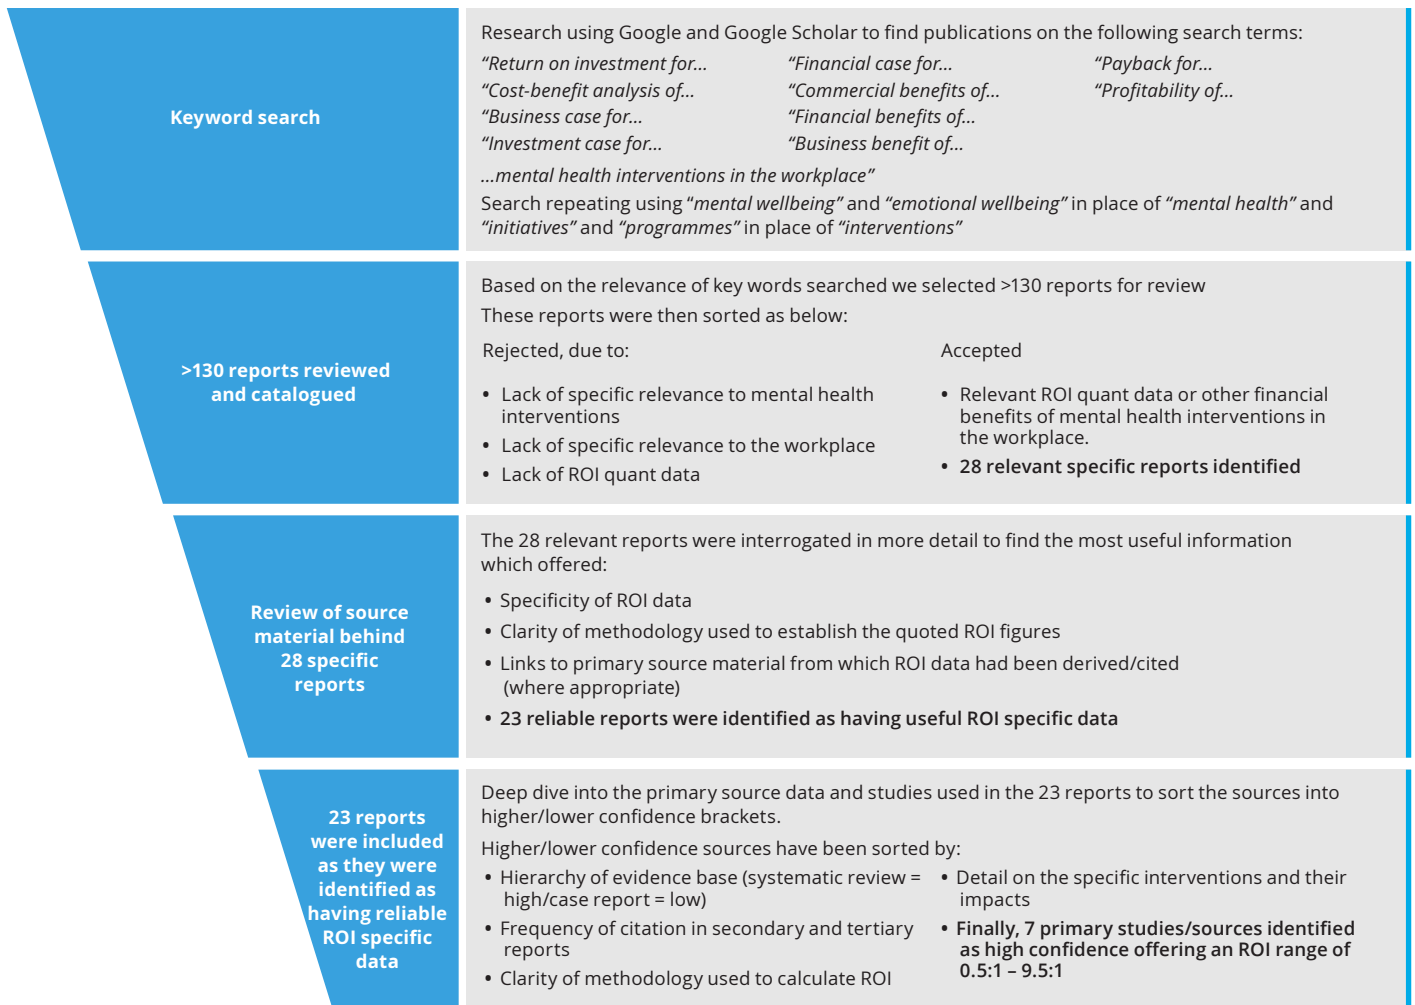 Keyword search
Research using Google and Google Scholar to find publications on the following search terms:
“Return on investment for...
“Cost-benefit analysis of...
“Business case for...
“Investment case for...
“Financial case for...
“Commercial benefits of...
“Financial benefits of...
“Business benefit of...
“Payback for...
“Profitability of...
...mental health interventions in the workplace”
Search repeating using “mental wellbeing” and “emotional wellbeing” in place of “mental health” and
“initiatives” and “programmes” in place of “interventions”
>130 reports reviewed
and catalogued
Based on the relevance of key words searched we selected >130 reports for review
These reports were then sorted as below:
Rejected, due to:
• Lack of specific relevance to mental health
interventions
• Lack of specific relevance to the workplace
• Lack of ROI quant data
Accepted
• Relevant ROI quant data or other financial
benefits of mental health interventions in
the workplace.
• 28 relevant specific reports identified
Review of source
material behind
28 specific
reports
The 28 relevant reports were interrogated in more detail to find the most useful information
which offered:
• Specificity of ROI data
• Clarity of methodology used to establish the quoted ROI figures
• Links to primary source material from which ROI data had been derived/cited
(where appropriate)
• 23 reliable reports were identified as having useful ROI specific data
23 reports
were included
as they were
identified as
having reliable
ROI specific
data
Deep dive into the primary source data and studies used in the 23 reports to sort the sources into
higher/lower confidence brackets.
Higher/lower confidence sources have been sorted by:
• Hierarchy of evidence base (systematic review =
high/case report = low)
• Frequency of citation in secondary and tertiary
reports
• Clarity of methodology used to calculate ROI
• Detail on the specific interventions and their
impacts
• Finally, 7 primary studies/sources identified
as high confidence offering an ROI range of
0.5:1 – 9.5:1